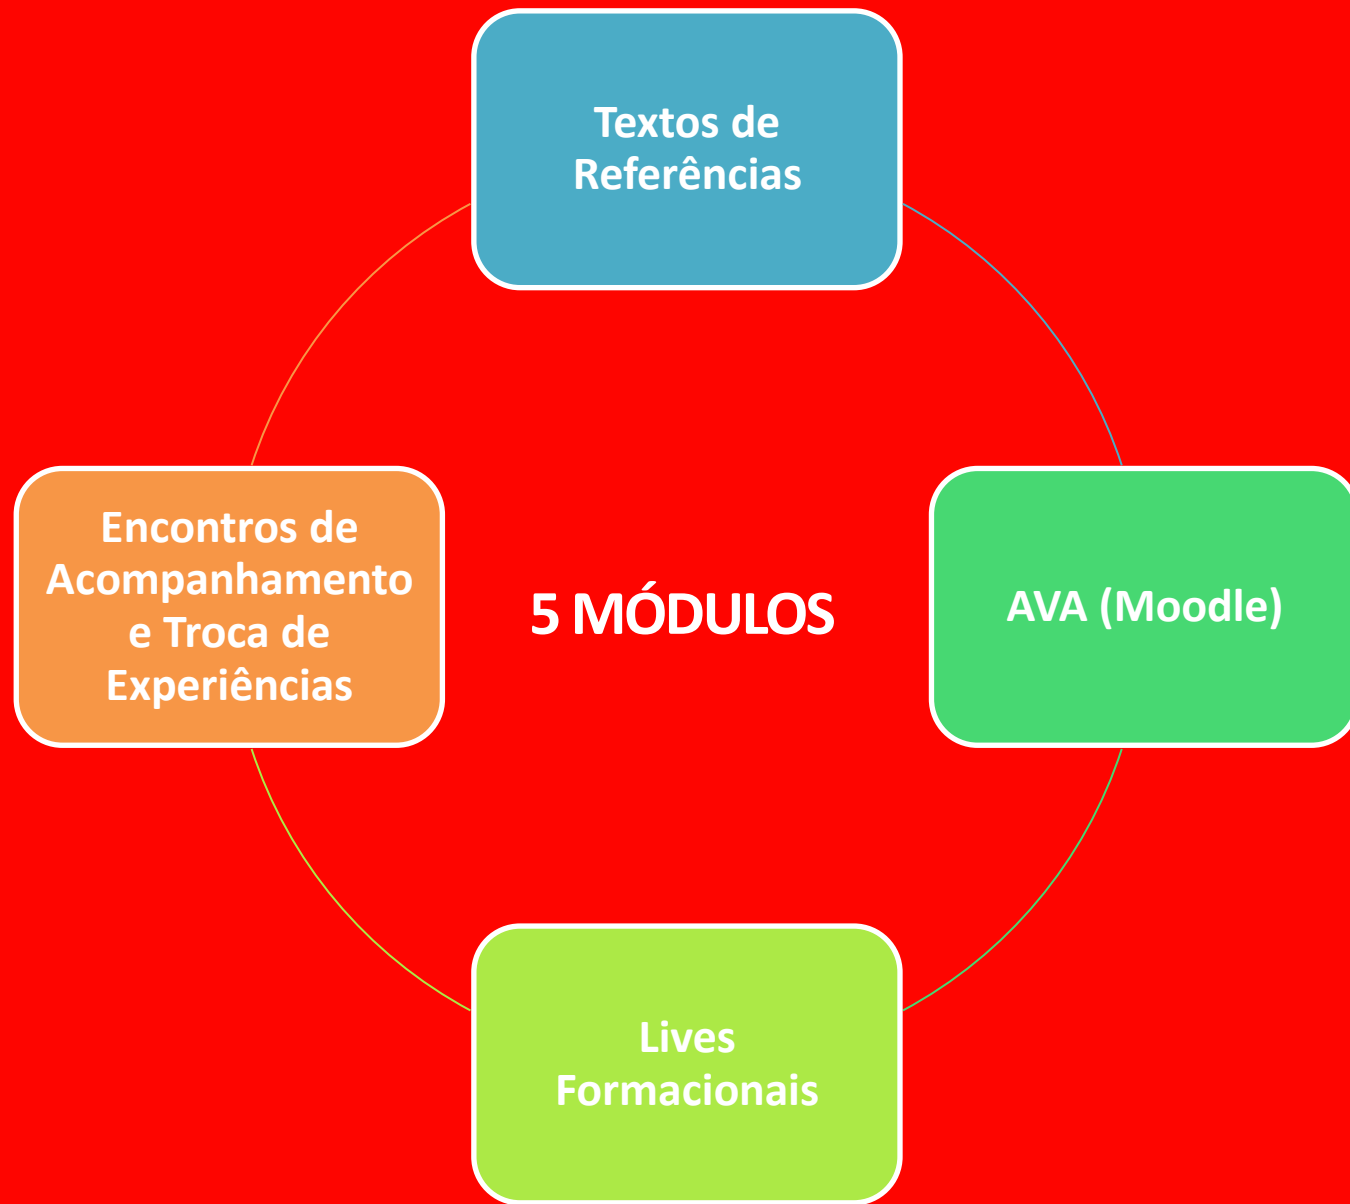 Textos de
Referências
Encontros de
Acompanhamento
e Troca de
Experiências
5 MÓDULOS
AVA (Moodle)
Lives
Formacionais